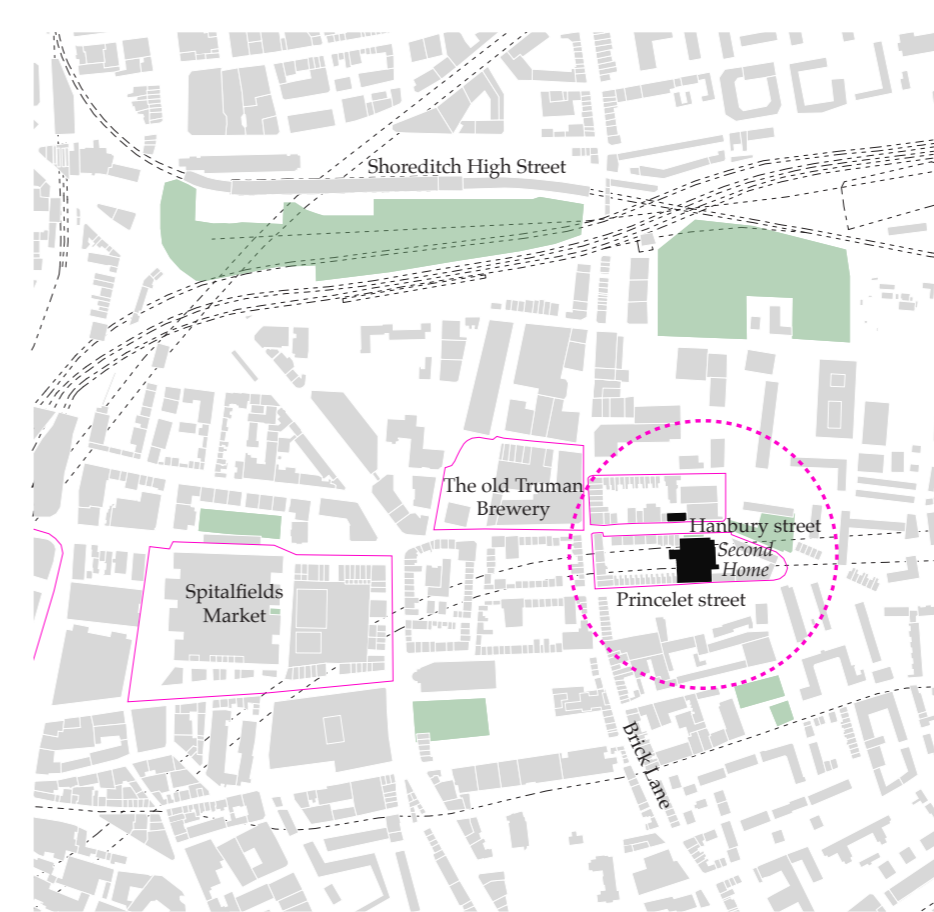 Shoreditch High Street
The old Truman
Brewery
Hanbury street
Second
Home
Spitalfields
Market
Princelet street
Brick Lane